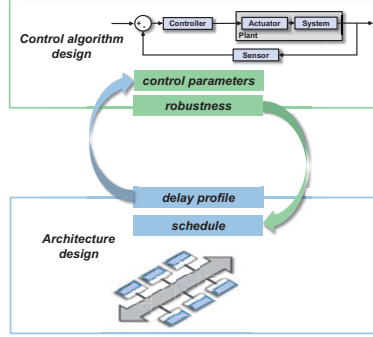 Control algorithm
design
+
-
Controller
Actuator
System
Plant
Sensor
control parameters
robustness
delay profile
schedule
Architecture
design